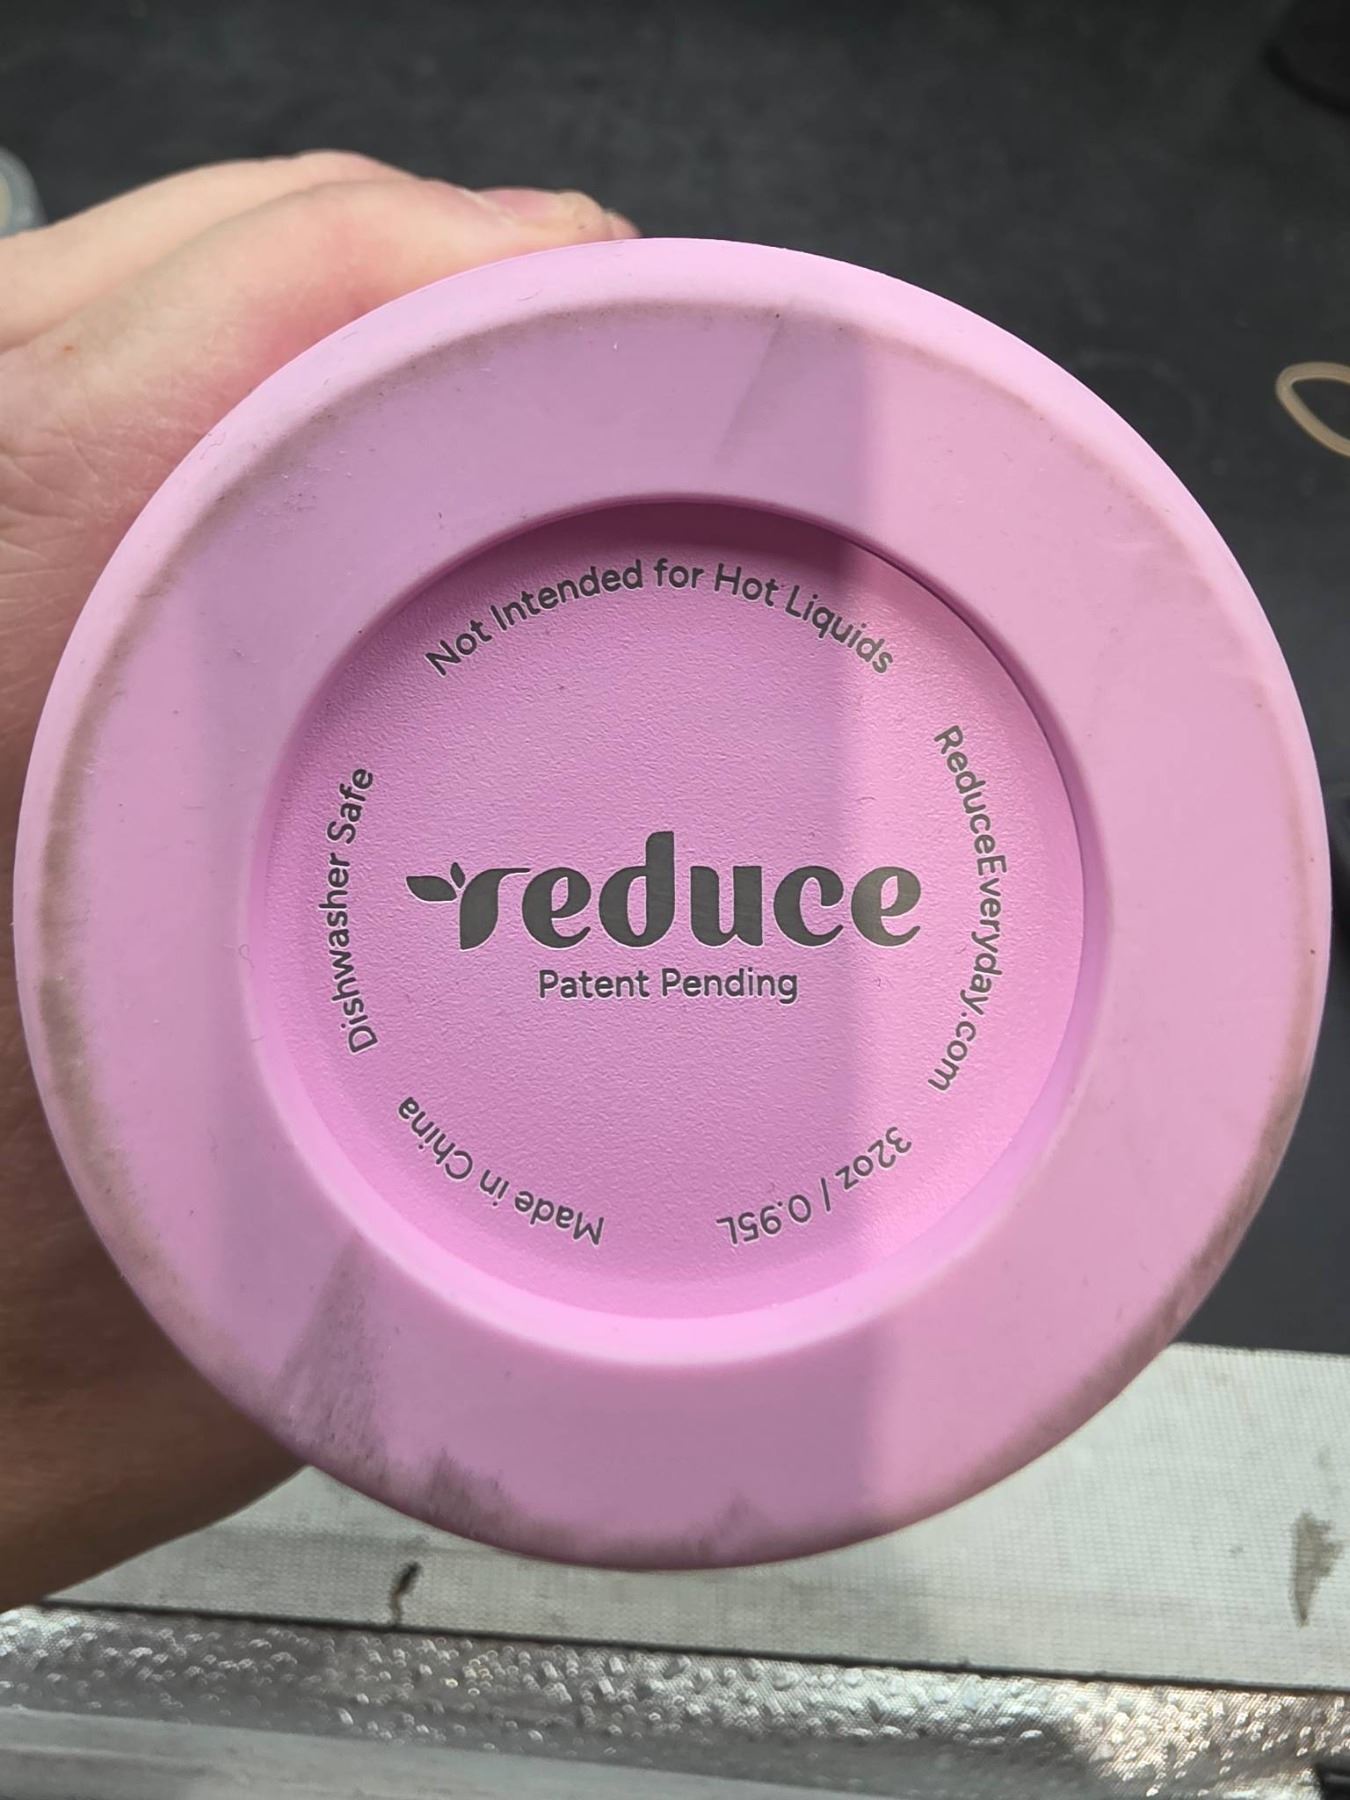 Not Intended for Hot Liquids
ReduceEveryday.com
32oz / 0.95L
Made in China
Dishwasher Safe
reduce
Patent Pending